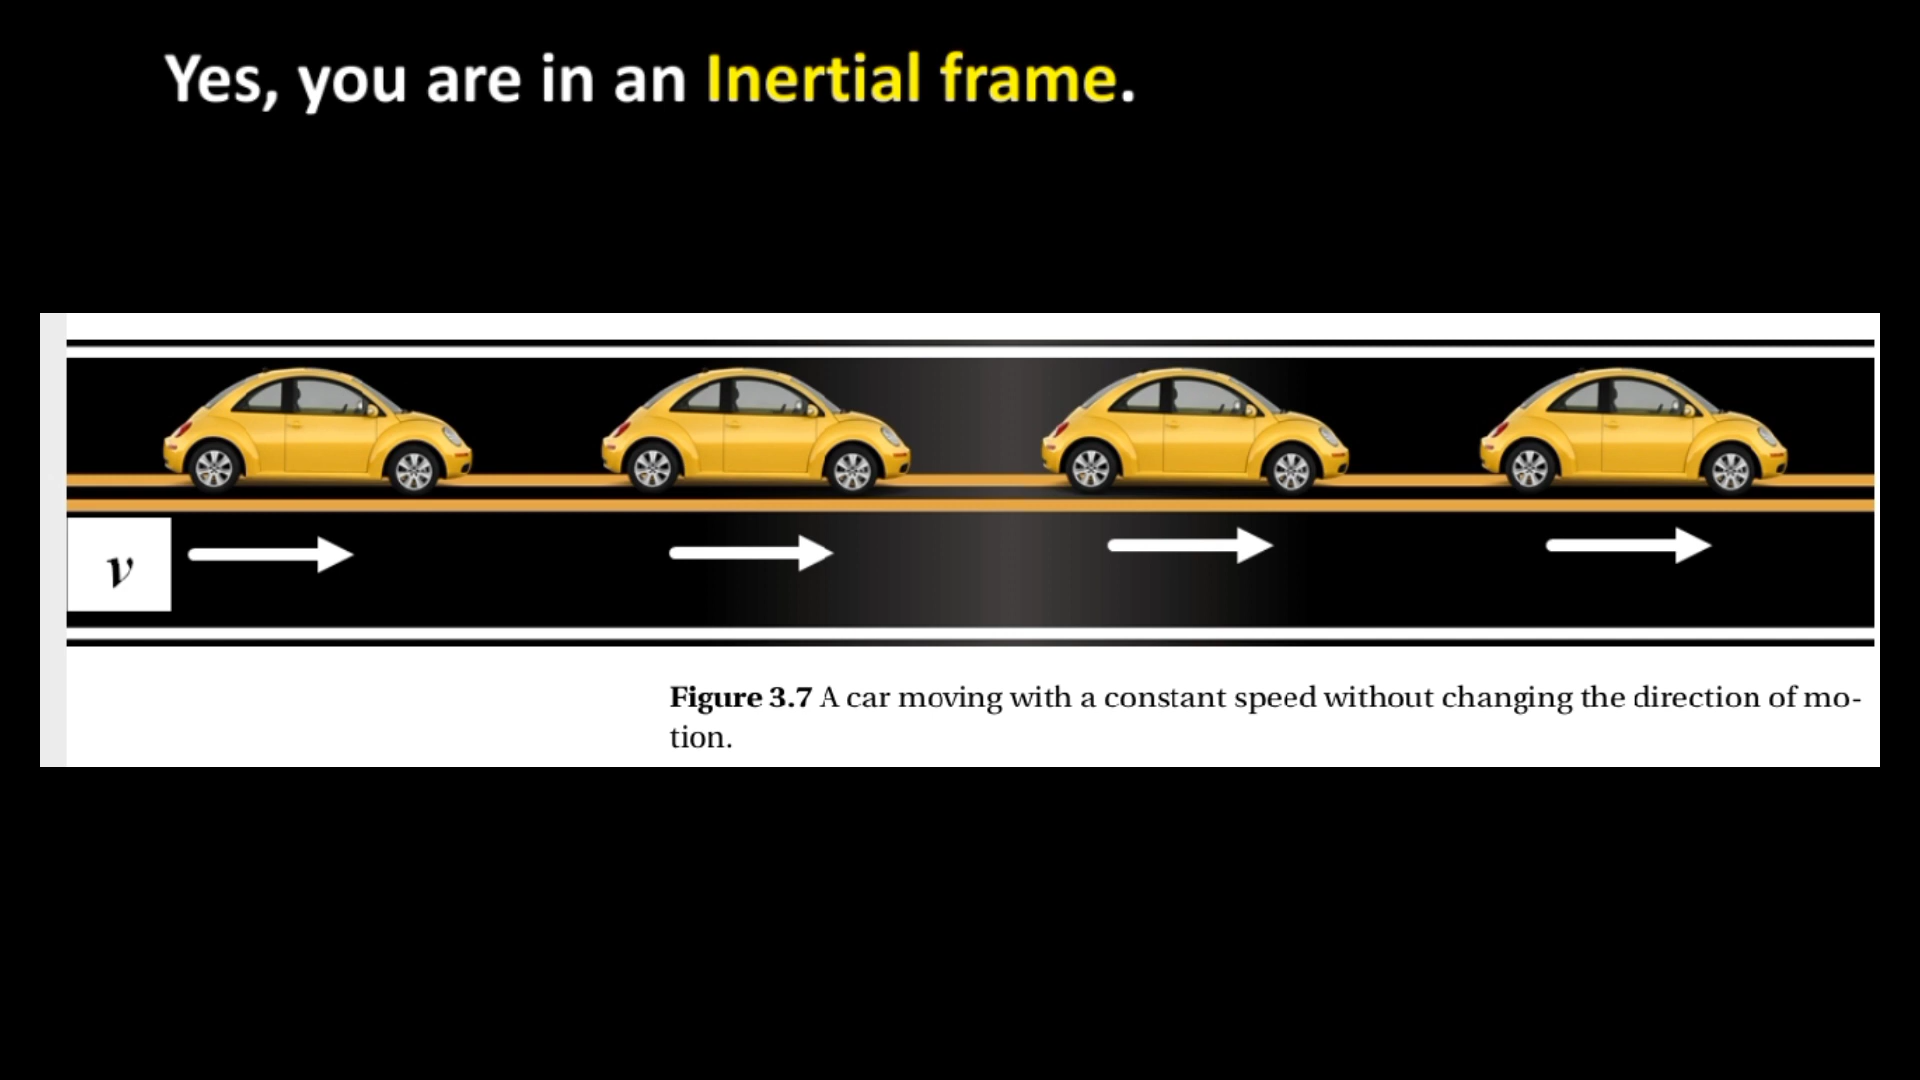 Yes, you are in an Inertial frame.
v
Figure 3.7 A car moving with a constant speed without changing the direction of mo-
tion.